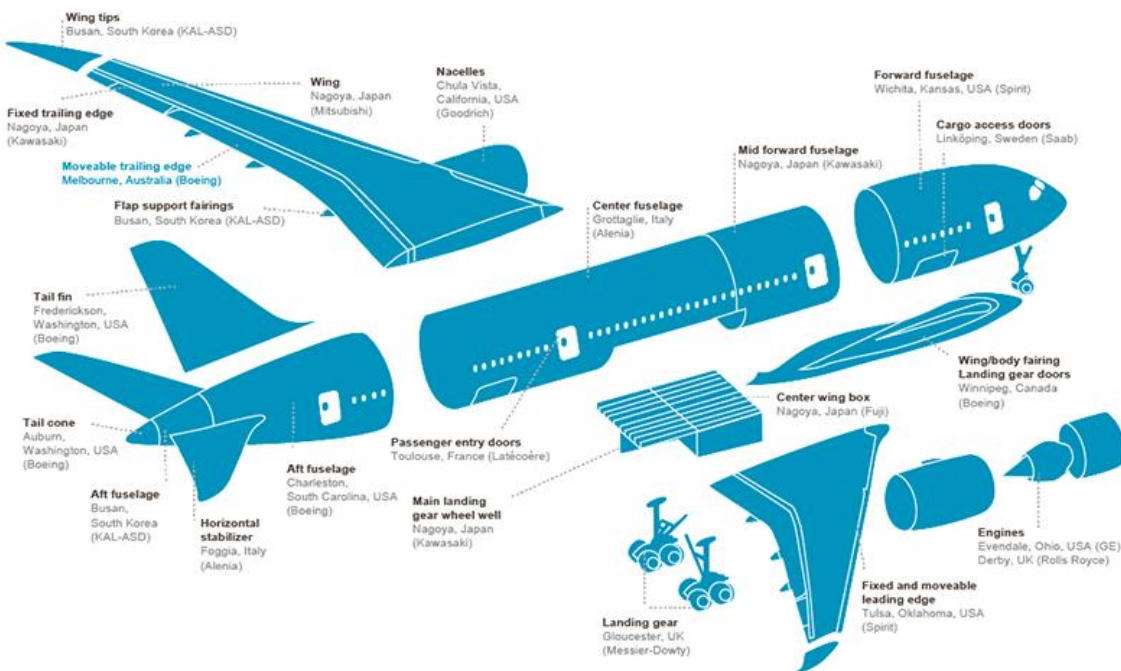 Wing tips
Busan, South Korea (KAL-ASD)
Wing
Nagoya, Japan
(Mitsubishi)
Nacelles
Chula Vista,
California, USA
(Goodrich)
Forward fuselage
Wichita, Kansas, USA (Spirit)
Fixed trailing edge
Nagoya, Japan
(Kawasaki)
Cargo access doors
Linköping, Sweden (Saab)
Moveable trailing edge
Melbourne, Australia (Boeing)
Mid forward fuselage
Nagoya, Japan (Kawasaki)
Flap support fairings
Busan, South Korea (KAL-ASD)
Center fuselage
Grottaglie, Italy
(Alenia)
Tail fin
Frederickson,
Washington, USA
(Boeing)
Wing/body fairing
Landing gear doors
Winnipeg, Canada
(Boeing)
Center wing box
Nagoya, Japan (Fuji)
Tail cone
Auburn,
Washington, USA
(Boeing)
Passenger entry doors
Toulouse, France (Latécoère)
Aft fuselage
Charleston,
South Carolina, USA
(Boeing)
Aft fuselage
Busan,
South Korea
(KAL-ASD)
Horizontal
stabilizer
Foggia, Italy
(Alenia)
Main landing
gear wheel well
Nagoya, Japan
(Kawasaki)
Engines
Evendale, Ohio, USA (GE)
Derby, UK (Rolls Royce)
Fixed and moveable
leading edge
Tulsa, Oklahoma, USA
(Spirit)
Landing gear
Gloucester, UK
(Messier-Dowty)